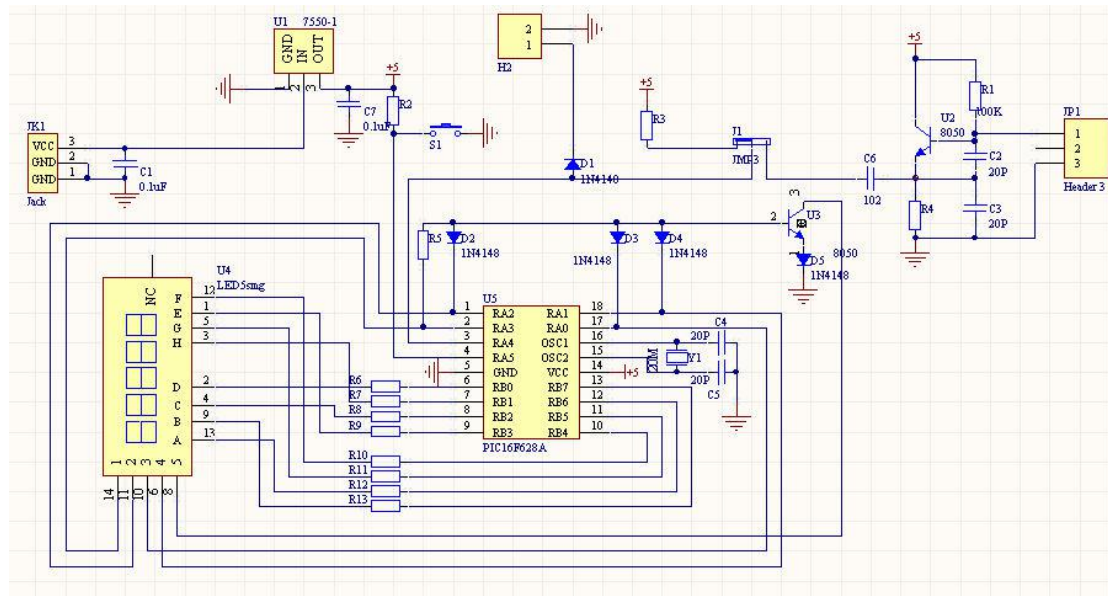 U1 7550-1
GND
IN
OUT
1
2
3
+5
C7
0.1uF
R2
S1
JK1
VCC 3
GND 2
GND 1
Jack
C1
0.1uF
2
1
H2
D1
1N4148
+5
R3
J1
JMP3
C6
102
+5
R1
100K
U2
8050
C2
20P
R4
C3
20P
JP1
1
2
3
Header 3
3
2
U3
8050
1
D5
1N4148
R5
D2
1N4148
D3
1N4148
D4
1N4148
U4
LED5smg
NC
F 12
E 1
G 5
H 3
D 2
C 4
B 9
A 13
1 2 3 4 5
14 11 10 6 8
U5
1 RA2 RA1 18
2 RA3 RA0 17
3 RA4 OSC1 16
4 RA5 OSC2 15
5 GND VCC 14
6 RB0 RB7 13
7 RB1 RB6 12
8 RB2 RB5 11
9 RB3 RB4 10
PIC16F628A
+5
20M
Y1
C4
20P
20P
C5
R6
R7
R8
R9
R10
R11
R12
R13